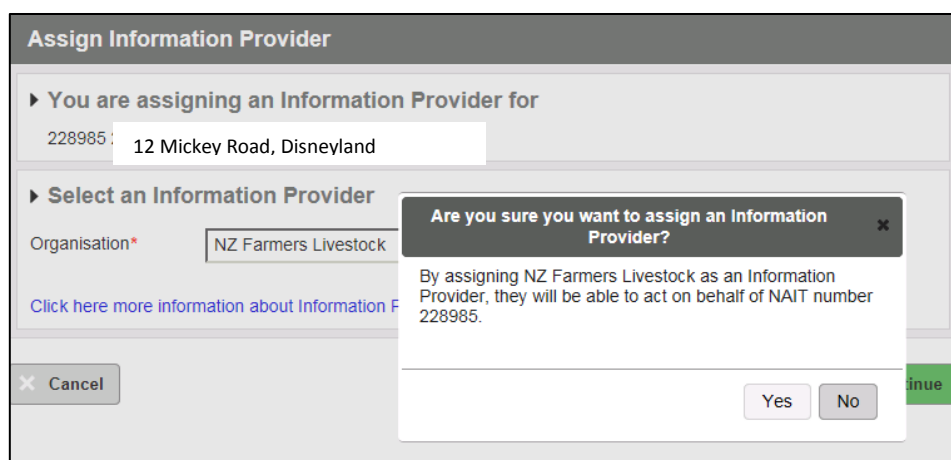 Assign Information Provider
You are assigning an Information Provider for
228985
12 Mickey Road, Disneyland
Select an Information Provider
Organisation*
NZ Farmers Livestock
Click here more information about Information
Are you sure you want to assign an Information
Provider?
By assigning NZ Farmers Livestock as an Information
Provider, they will be able to act on behalf of NAIT number
228985.
Yes
No
Cancel
tinue